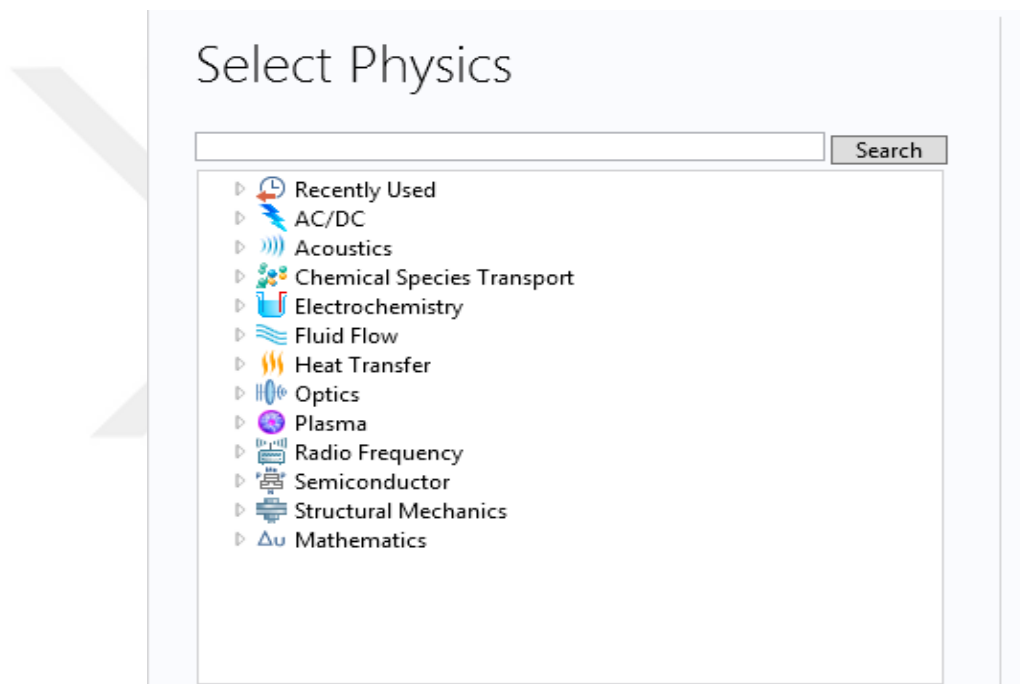 Select Physics
Search
Recently Used
AC/DC
Acoustics
Chemical Species Transport
Electrochemistry
Fluid Flow
Heat Transfer
Optics
Plasma
Radio Frequency
Semiconductor
Structural Mechanics
Δu Mathematics